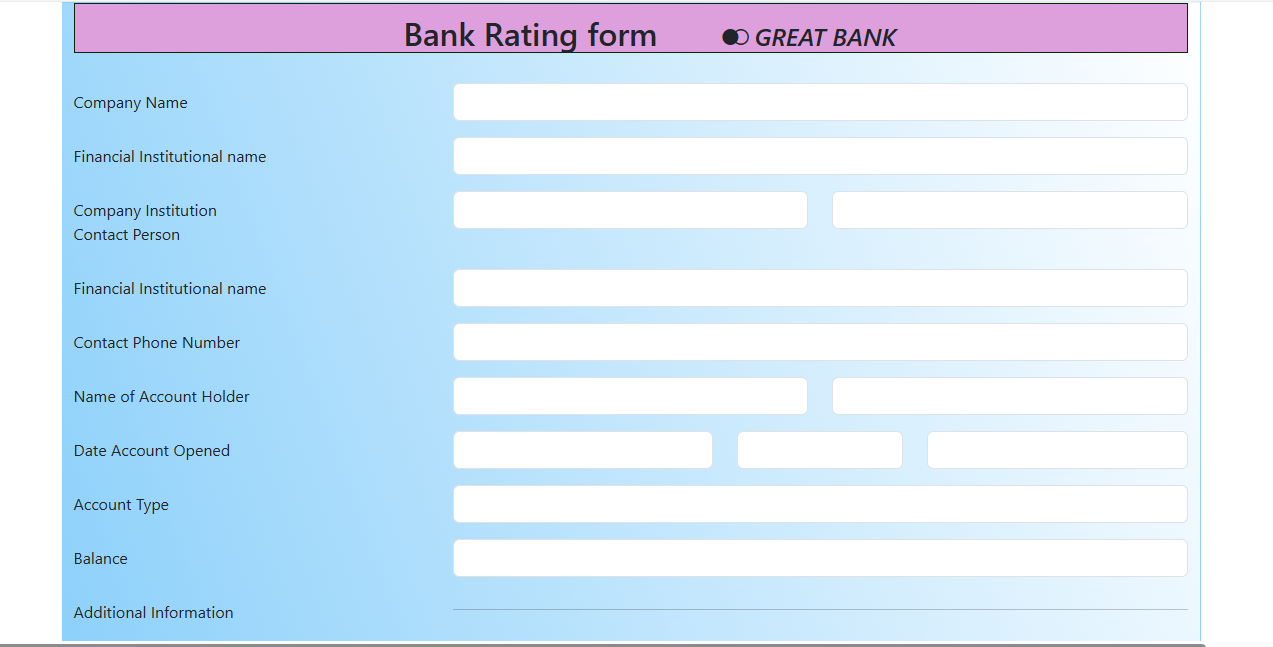 Bank Rating form GREAT BANK
Company Name
Financial Institutional name
Company Institution
Contact Person
Financial Institutional name
Contact Phone Number
Name of Account Holder
Date Account Opened
Account Type
Balance
Additional Information